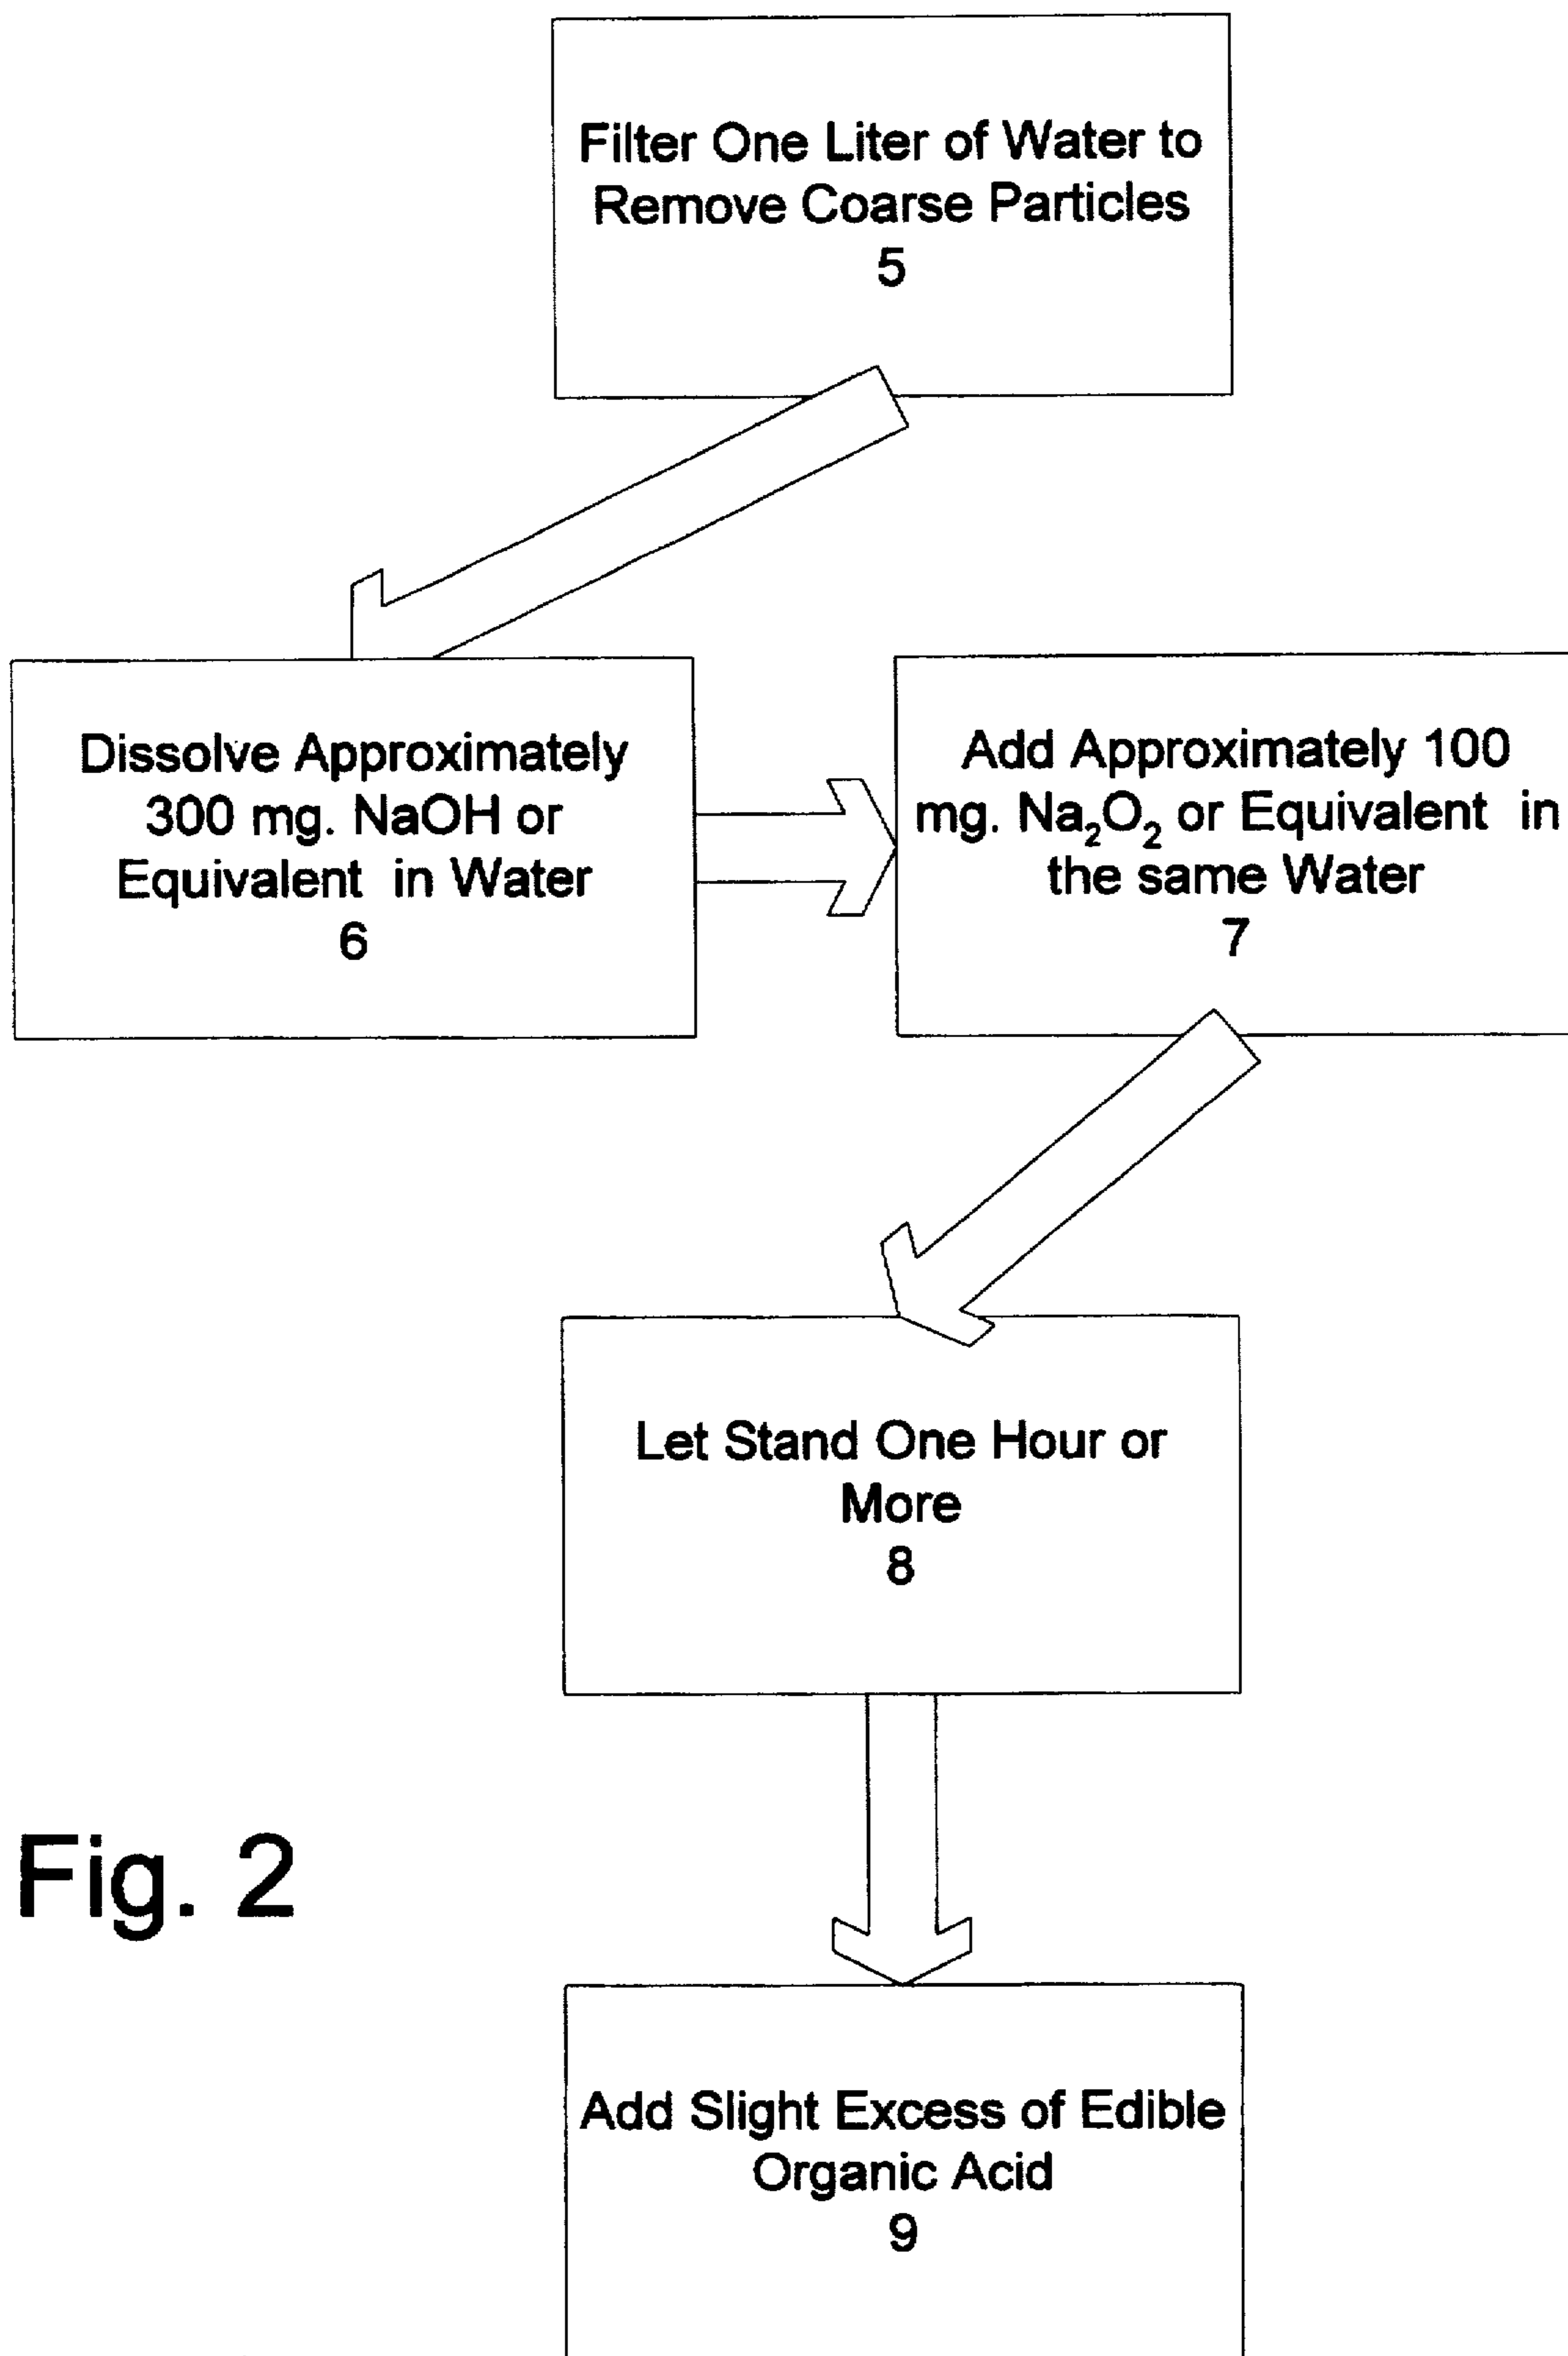 Filter One Liter of Water to
Remove Coarse Particles
5
Dissolve Approximately
300 mg. NaOH or
Equivalent in Water
6
Add Approximately 100
mg. Na₂O₂ or Equivalent in
the same Water
7
Let Stand One Hour or
More
8
Fig. 2
Add Slight Excess of Edible
Organic Acid
9